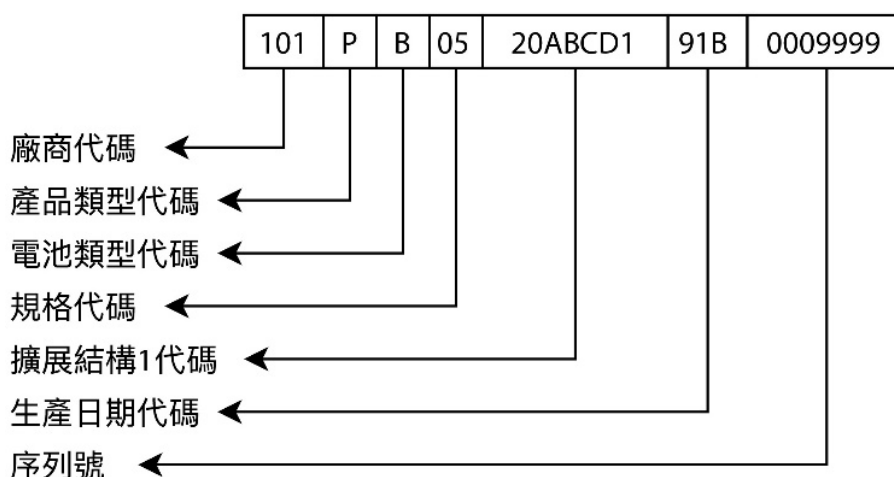 101 P B 05 20ABCD1 91B 0009999
廠商代碼
產品類型代碼
電池類型代碼
規格代碼
擴展結構1代碼
生產日期代碼
序列號